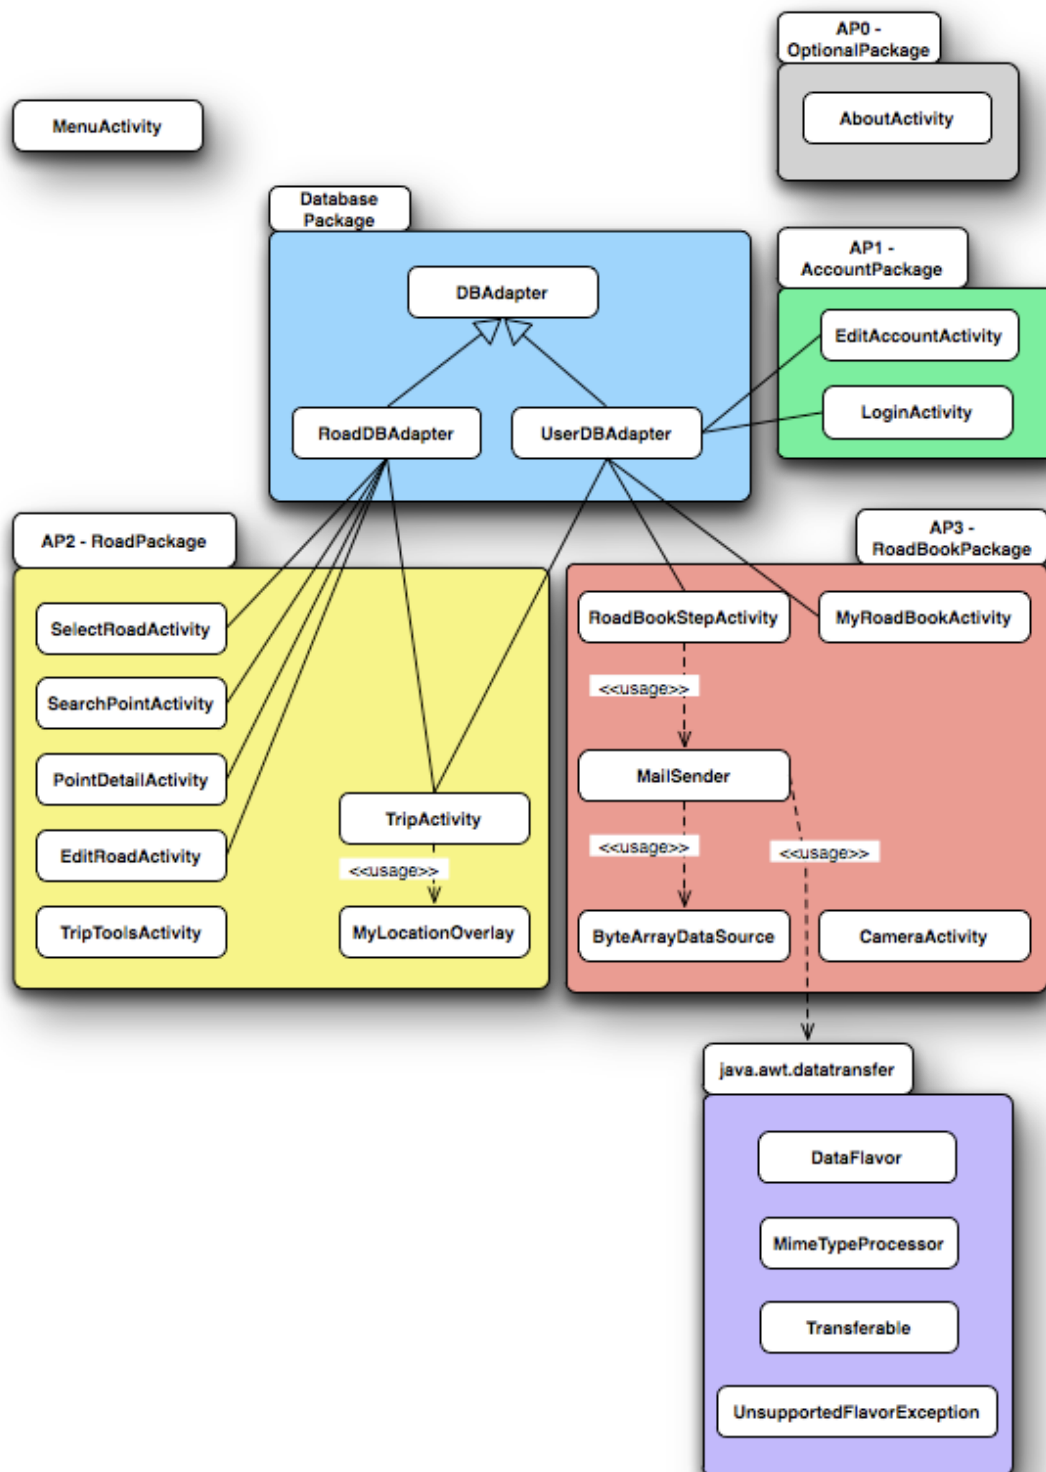 AP0 -
OptionalPackage
AboutActivity
MenuActivity
Database
Package
DBAdapter
RoadDBAdapter
UserDBAdapter
AP1 -
AccountPackage
EditAccountActivity
LoginActivity
AP2 - RoadPackage
SelectRoadActivity
SearchPointActivity
PointDetailActivity
EditRoadActivity
TripToolsActivity
TripActivity
<<usage>>
MyLocationOverlay
AP3 -
RoadBookPackage
RoadBookStepActivity
MyRoadBookActivity
<<usage>>
MailSender
<<usage>>
<<usage>>
ByteArrayDataSource
CameraActivity
java.awt.datatransfer
DataFlavor
MimeTypeProcessor
Transferable
UnsupportedFlavorException